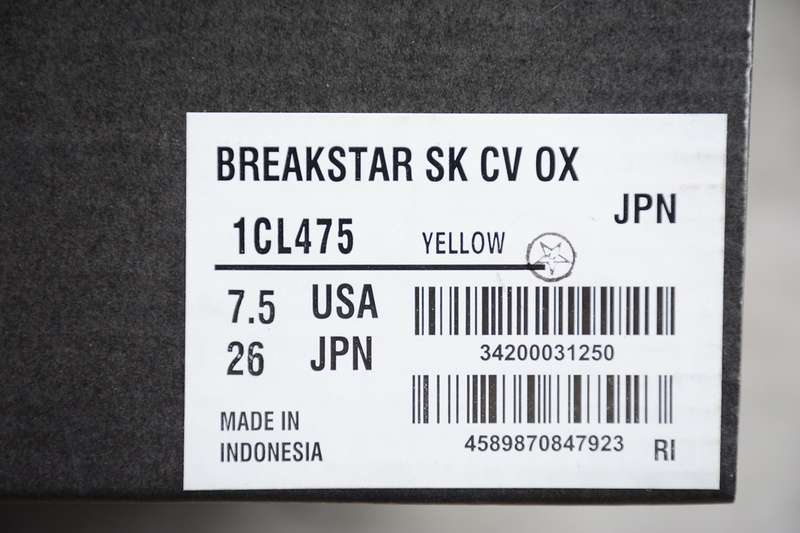 BREAKSTAR SK CV OX
JPN
1CL475 YELLOW
7.5 USA
26 JPN
34200031250
4589870847923
MADE IN
INDONESIA
RI